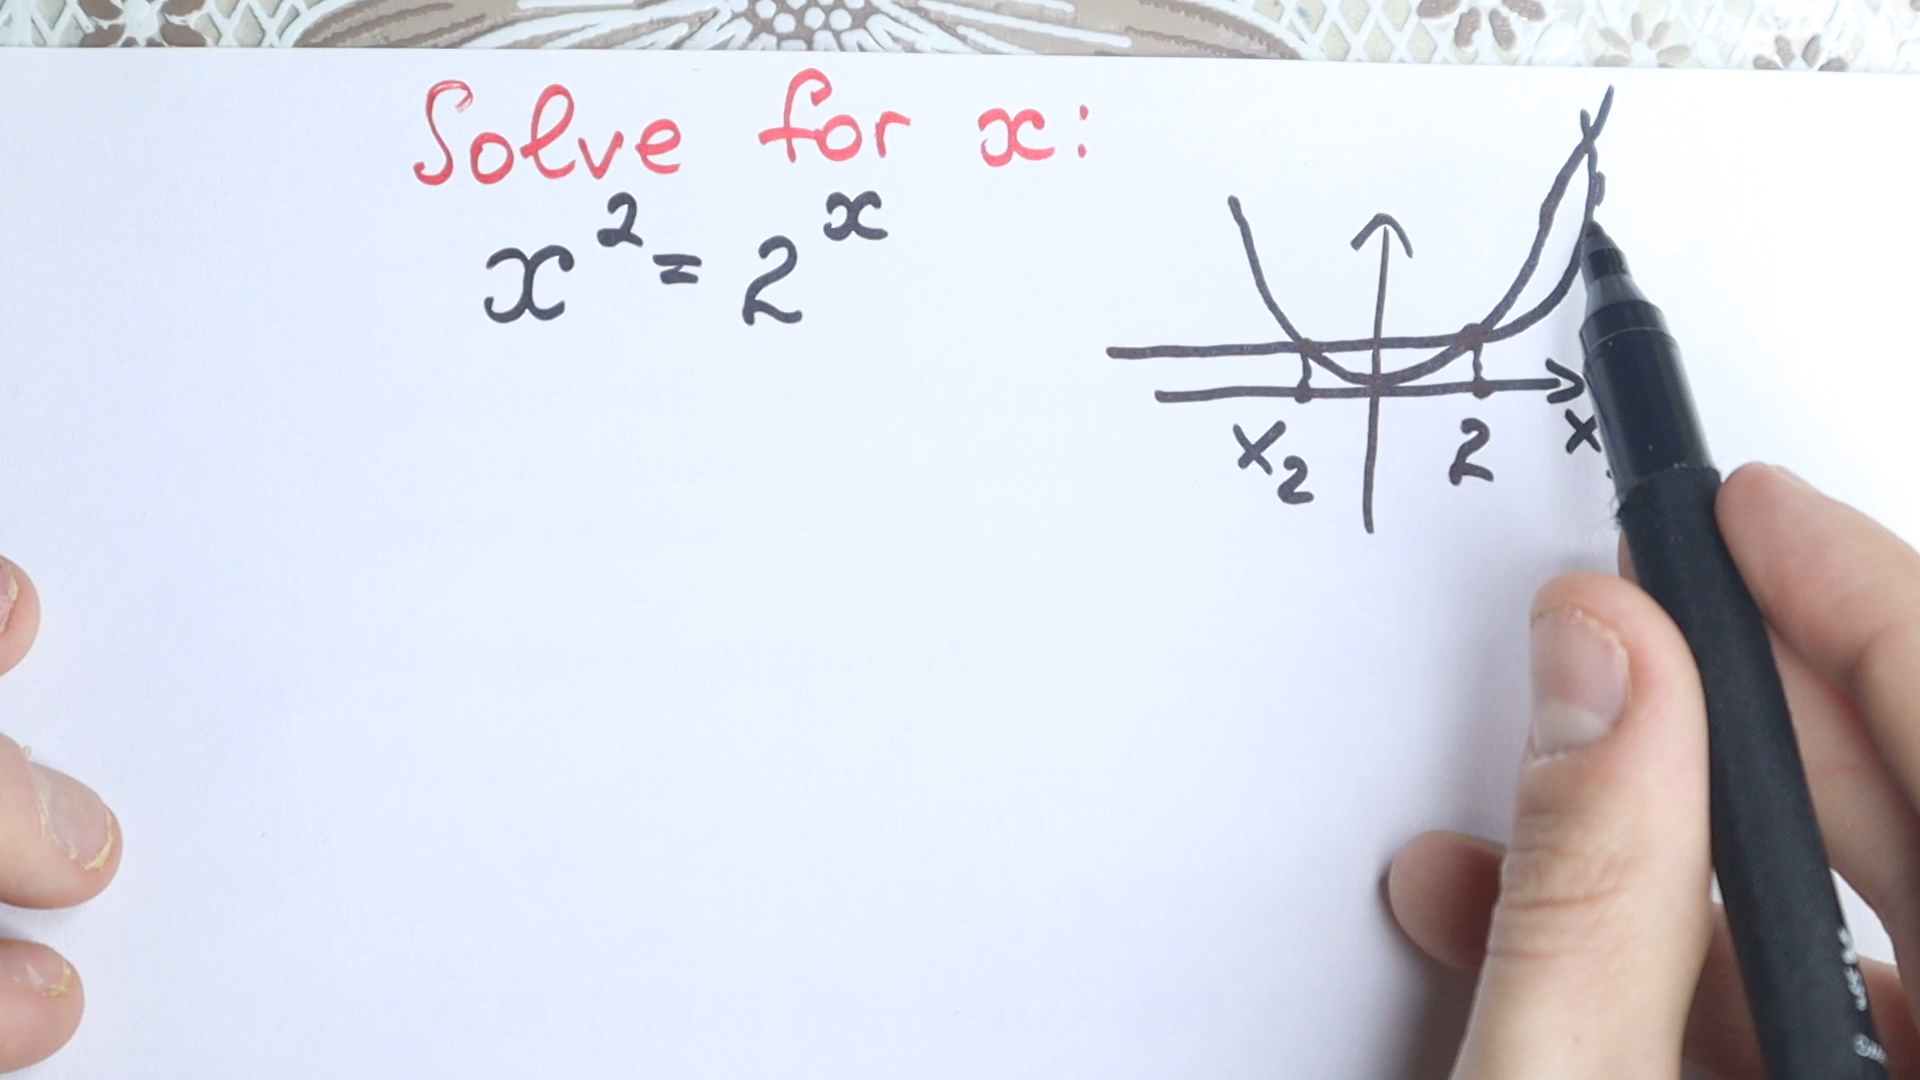 Solve for x:
x² = 2ˣ
x₂ 2 x